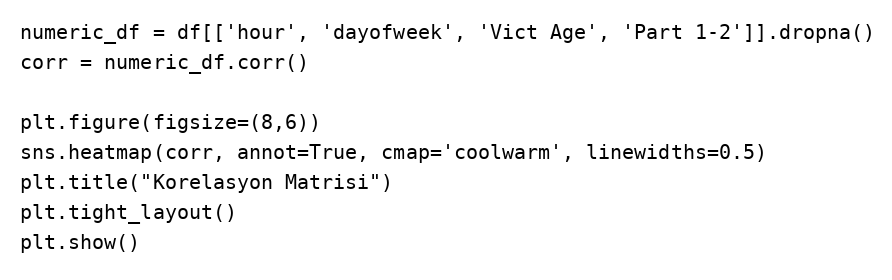 numeric_df = df[['hour', 'dayofweek', 'Vict Age', 'Part 1-2']].dropna()
corr = numeric_df.corr()

plt.figure(figsize=(8,6))
sns.heatmap(corr, annot=True, cmap='coolwarm', linewidths=0.5)
plt.title("Korelasyon Matrisi")
plt.tight_layout()
plt.show()